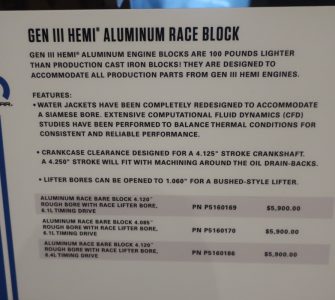 GEN III HEMI® ALUMINUM RACE BLOCK
GEN III HEMI® ALUMINUM ENGINE BLOCKS ARE 100 POUNDS LIGHTER
THAN PRODUCTION CAST IRON BLOCKS! THEY ARE DESIGNED TO
ACCOMMODATE ALL PRODUCTION PARTS FROM GEN III HEMI ENGINES.
FEATURES:
• WATER JACKETS HAVE BEEN COMPLETELY REDESIGNED TO ACCOMMODATE
A SIAMESE BORE. EXTENSIVE COMPUTATIONAL FLUID DYNAMICS (CFD)
STUDIES HAVE BEEN PERFORMED TO BALANCE THERMAL CONDITIONS FOR
CONSISTENT AND RELIABLE PERFORMANCE.
• CRANKCASE CLEARANCE DESIGNED FOR A 4.125" STROKE CRANKSHAFT.
A 4.250" STROKE WILL FIT WITH MACHINING AROUND THE OIL DRAIN-BACKS.
• LIFTER BORES CAN BE OPENED TO 1.060" FOR A BUSHED-STYLE LIFTER.
ALUMINUM RACE BARE BLOCK 4.120"
ROUGH BORE WITH RACE LIFTER BORE, PN P5160169 $5,900.00
6.1L TIMING DRIVE
ALUMINUM RACE BARE BLOCK 4.085"
ROUGH BORE WITH RACE LIFTER BORE, PN P5160170 $5,900.00
6.1L TIMING DRIVE
ALUMINUM RACE BARE BLOCK 4.120"
ROUGH BORE WITH RACE LIFTER BORE, PN P5160186 $5,900.00
6.4L TIMING DRIVE